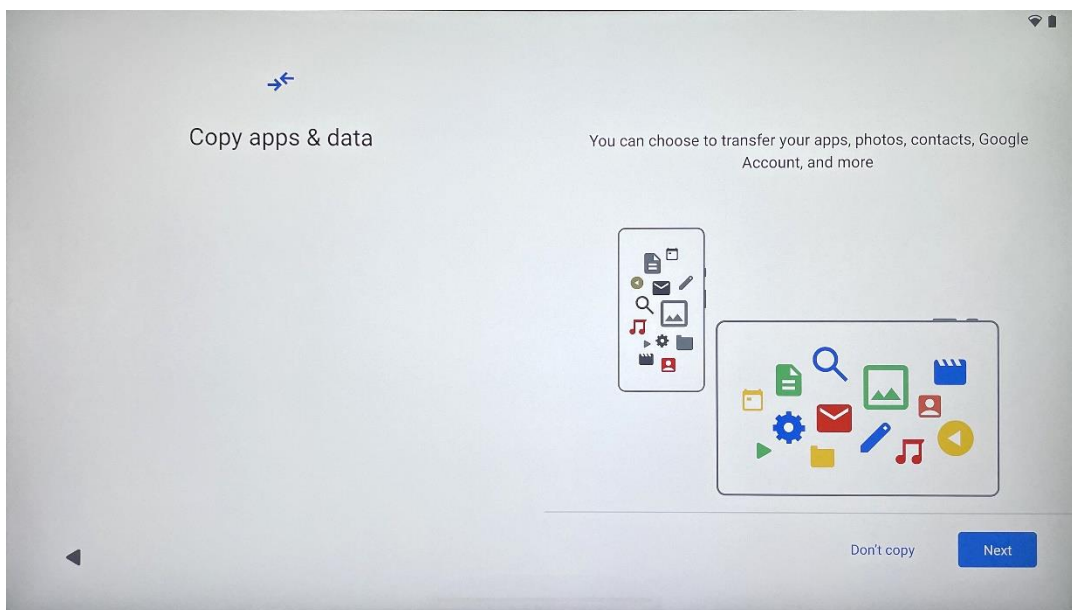 Copy apps & data
You can choose to transfer your apps, photos, contacts, Google
Account, and more
Don't copy
Next